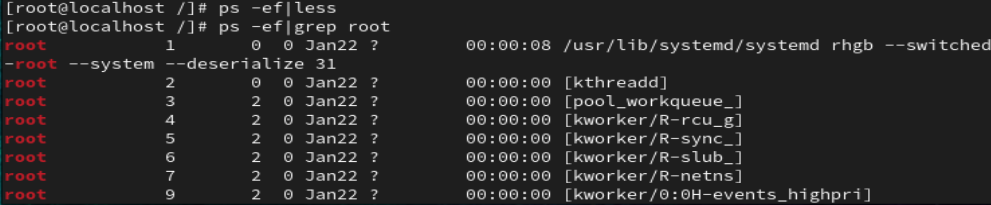 [root@localhost /]# ps -ef|less
[root@localhost /]# ps -ef|grep root
root           1       0  0 Jan22 ?        00:00:08 /usr/lib/systemd/systemd rhgb --switched
-root --system --deserialize 31
root           2       0  0 Jan22 ?        00:00:00 [kthreadd]
root           3       2  0 Jan22 ?        00:00:00 [pool_workqueue_]
root           4       2  0 Jan22 ?        00:00:00 [kworker/R-rcu_g]
root           5       2  0 Jan22 ?        00:00:00 [kworker/R-sync_]
root           6       2  0 Jan22 ?        00:00:00 [kworker/R-slub_]
root           7       2  0 Jan22 ?        00:00:00 [kworker/R-netns]
root           9       2  0 Jan22 ?        00:00:00 [kworker/0:0H-events_highpri]